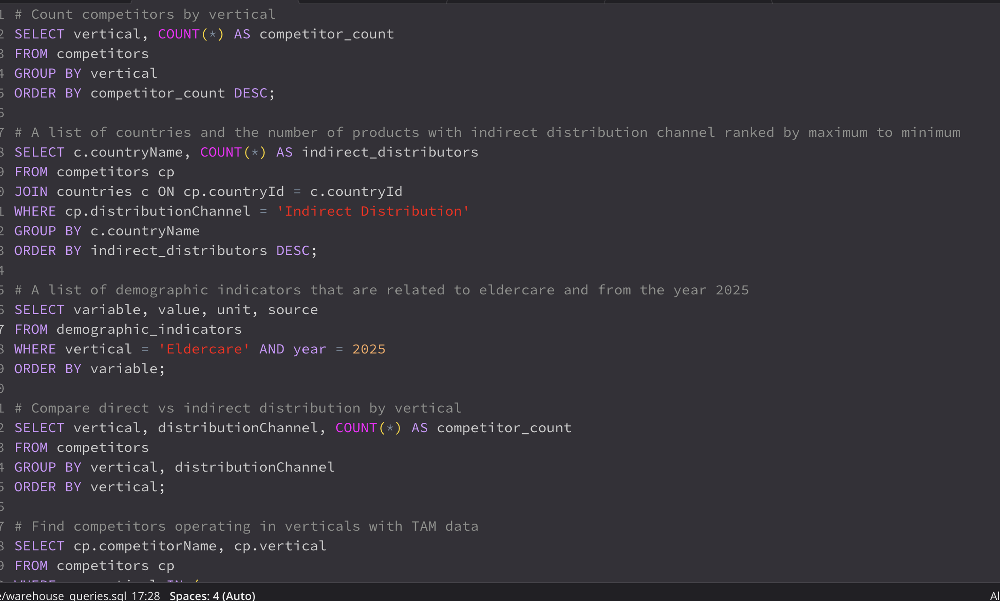 # Count competitors by vertical
SELECT vertical, COUNT(*) AS competitor_count
FROM competitors
GROUP BY vertical
ORDER BY competitor_count DESC;
# A list of countries and the number of products with indirect distribution channel ranked by maximum to minimum
SELECT c.countryName, COUNT(*) AS indirect_distributors
FROM competitors cp
JOIN countries c ON cp.countryId = c.countryId
WHERE cp.distributionChannel = 'Indirect Distribution'
GROUP BY c.countryName
ORDER BY indirect_distributors DESC;
# A list of demographic indicators that are related to eldercare and from the year 2025
SELECT variable, value, unit, source
FROM demographic_indicators
WHERE vertical = 'Eldercare' AND year = 2025
ORDER BY variable;
# Compare direct vs indirect distribution by vertical
SELECT vertical, distributionChannel, COUNT(*) AS competitor_count
FROM competitors
GROUP BY vertical, distributionChannel
ORDER BY vertical;
# Find competitors operating in verticals with TAM data
SELECT cp.competitorName, cp.vertical
FROM competitors cp
e/warehouse_queries.sql 17:28 Spaces: 4 (Auto)